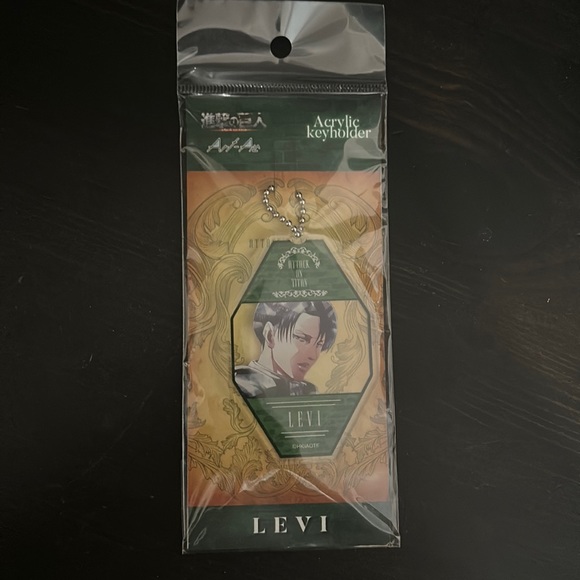 進撃の巨人
Acrylic
keyholder
ATTACK
ON
TITAN
LEVI
LEVI